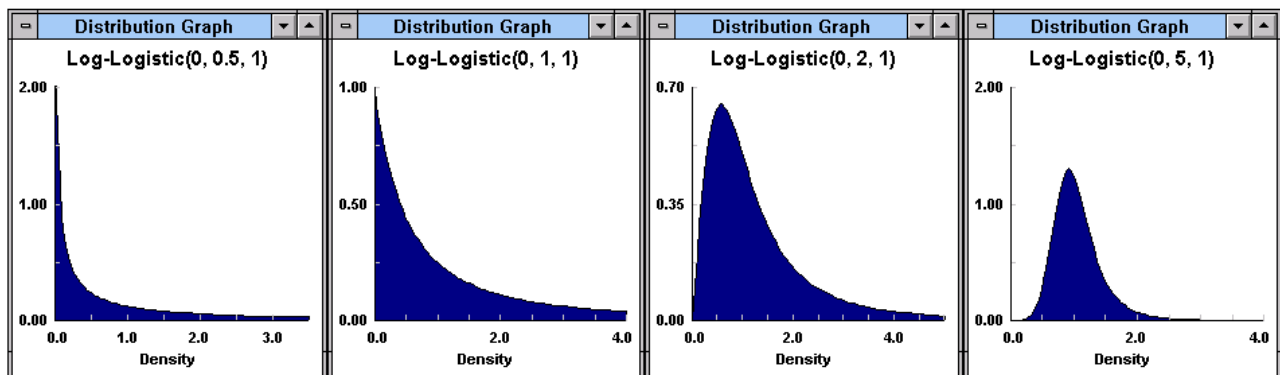 Distribution Graph
Log-Logistic(0, 0.5, 1)
2.00
1.00
0.00
0.0 1.0 2.0 3.0
Density
Distribution Graph
Log-Logistic(0, 1, 1)
1.00
0.50
0.00
0.0 2.0 4.0
Density
Distribution Graph
Log-Logistic(0, 2, 1)
0.70
0.35
0.00
0.0 2.0 4.0
Density
Distribution Graph
Log-Logistic(0, 5, 1)
2.00
1.00
0.00
0.0 2.0 4.0
Density